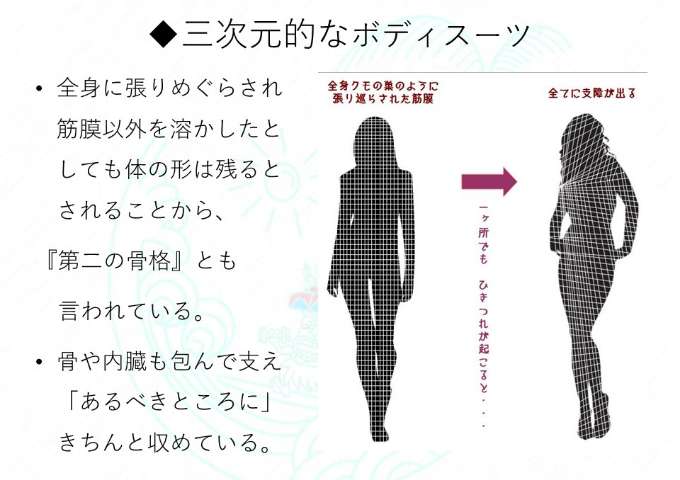 ◆三次元的なボディスーツ
• 全身に張りめぐらされ
筋膜以外を溶かしたと
しても体の形は残ると
されることから、
『第二の骨格』とも
言われている。
• 骨や内臓も包んで支え
「あるべきところに」
きちんと収めている。
全身クモの巣のように
張り巡らされた筋膜
一ヶ所でも ひきつれが起こると・・・
全てに支障が出る